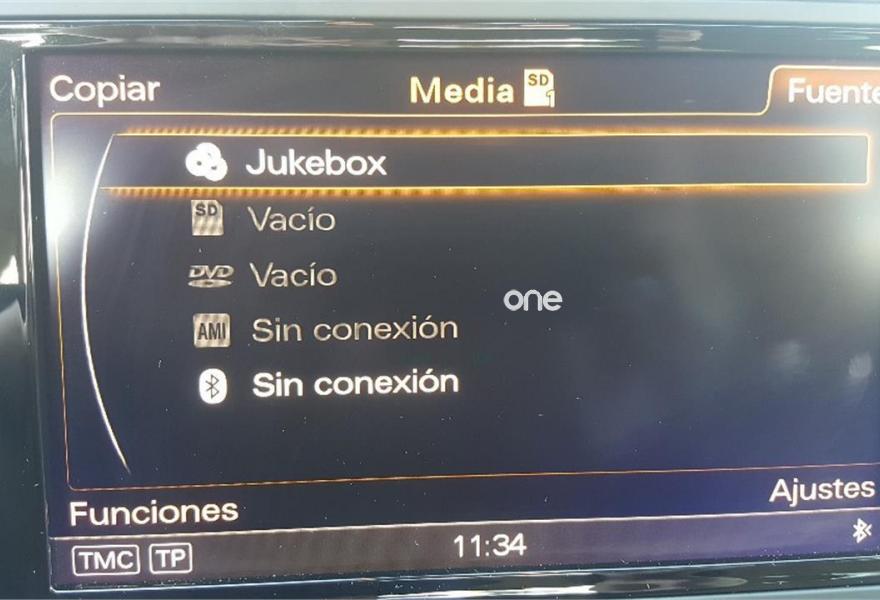 Copiar
Media SD 1
Fuente
Jukebox
SD Vacío
DVD Vacío
AMI Sin conexión
Sin conexión
one
Funciones
Ajustes
TMC TP
11:34